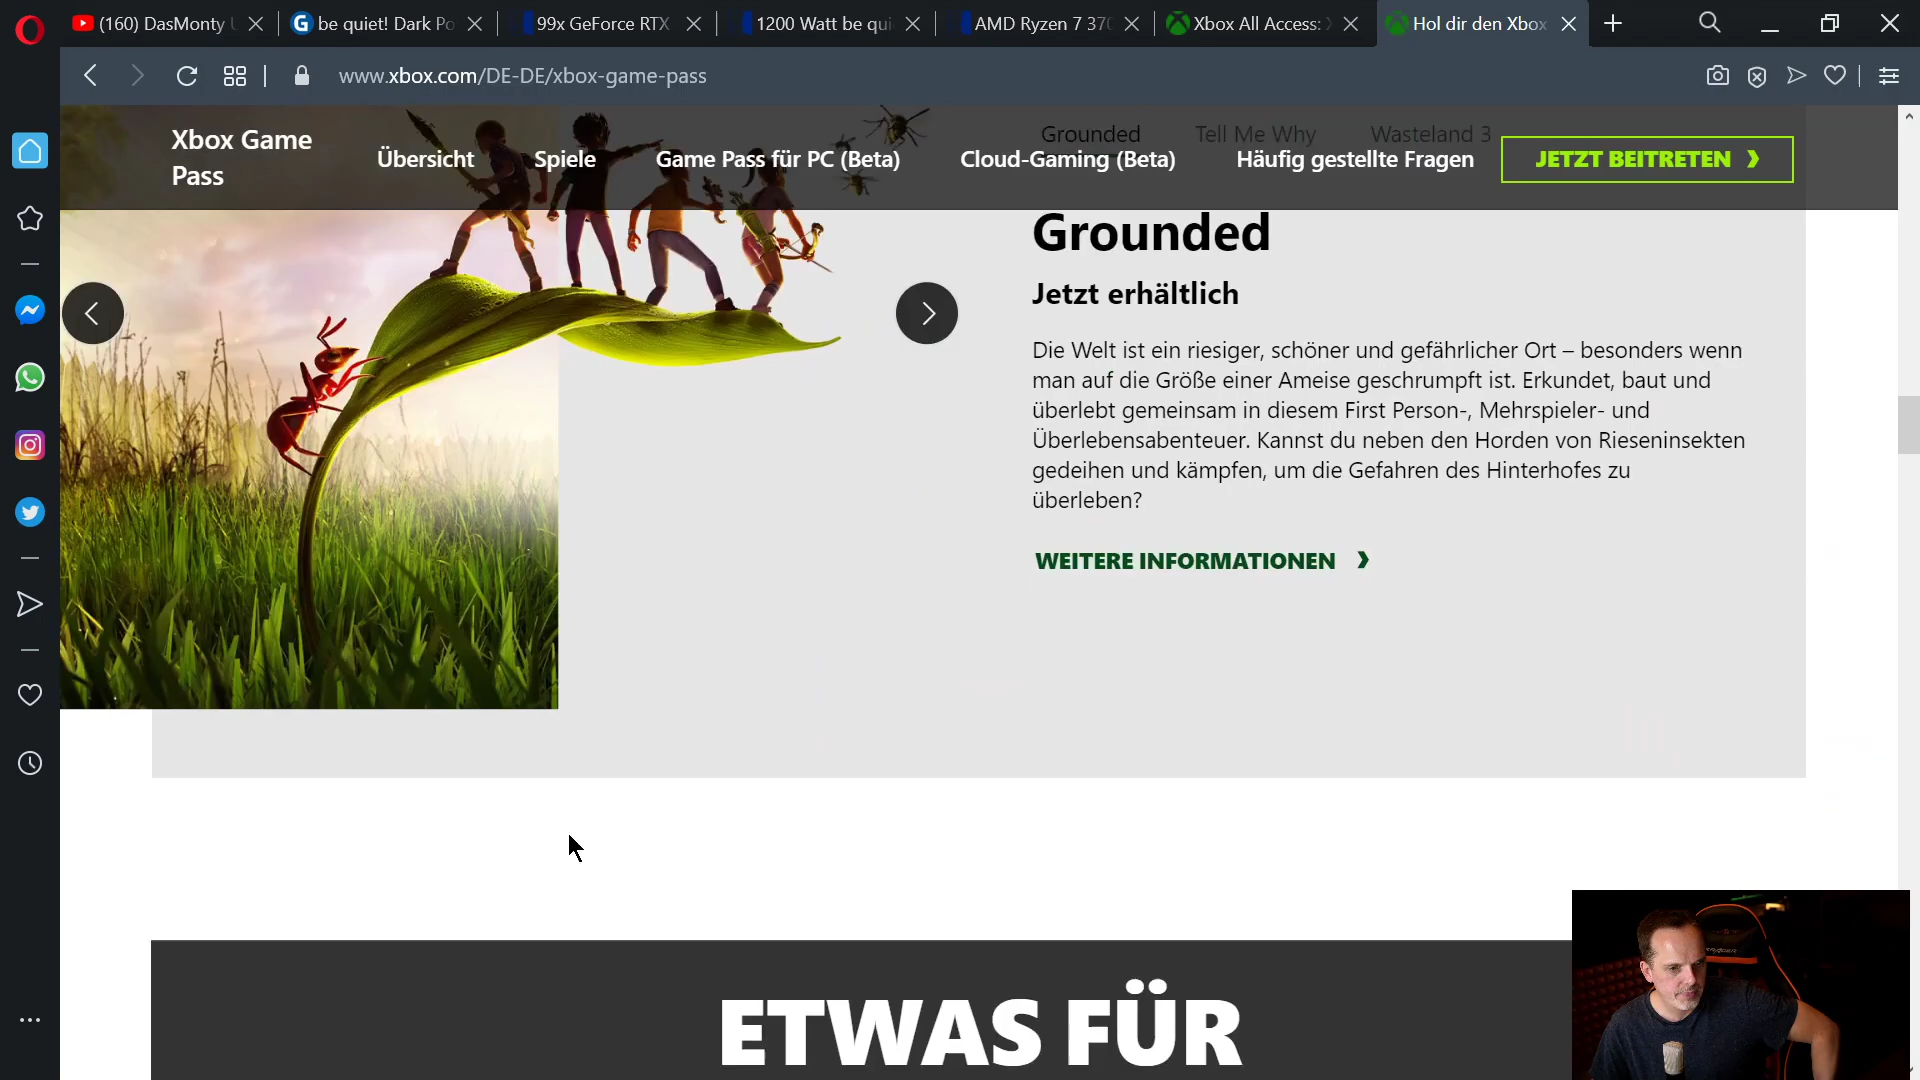 (160) DasMonty
be quiet! Dark Po
99x GeForce RTX
1200 Watt be qui
AMD Ryzen 7 370
Xbox All Access:
Hol dir den Xbox
www.xbox.com/DE-DE/xbox-game-pass
Grounded
Tell Me Why
Wasteland 3
Xbox Game
Pass
Übersicht
Spiele
Game Pass für PC (Beta)
Cloud-Gaming (Beta)
Häufig gestellte Fragen
JETZT BEITRETEN
Grounded
Jetzt erhältlich
Die Welt ist ein riesiger, schöner und gefährlicher Ort – besonders wenn
man auf die Größe einer Ameise geschrumpft ist. Erkundet, baut und
überlebt gemeinsam in diesem First Person-, Mehrspieler- und
Überlebensabenteuer. Kannst du neben den Horden von Rieseninsekten
gedeihen und kämpfen, um die Gefahren des Hinterhofes zu
überleben?
WEITERE INFORMATIONEN
ETWAS FÜR